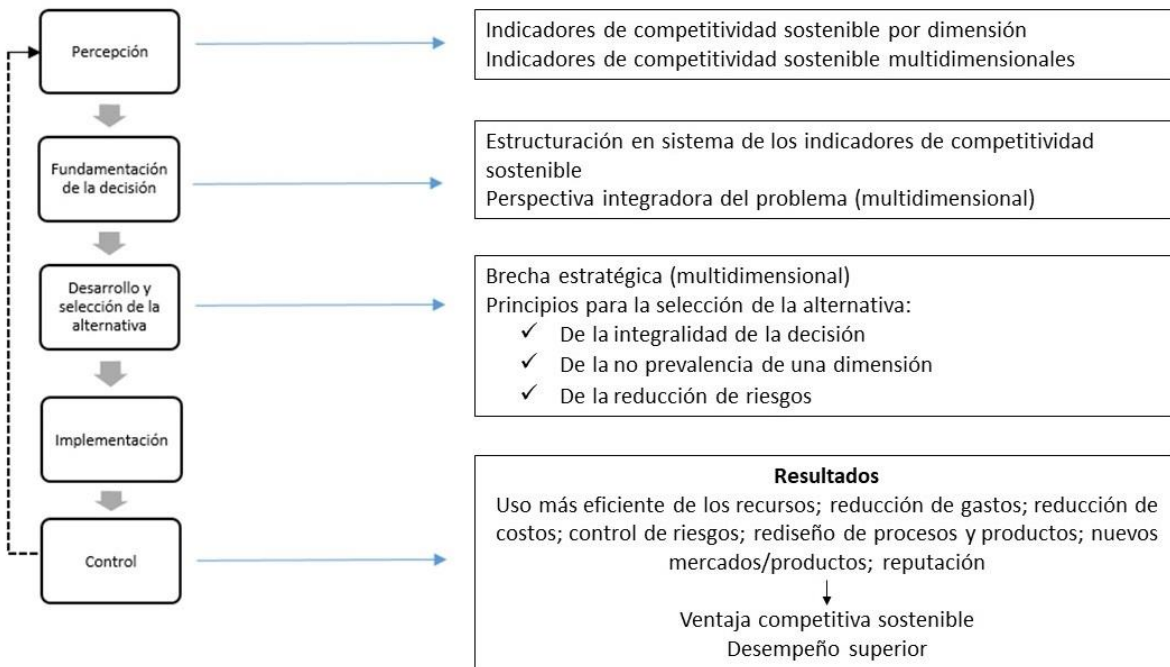 Percepción
Indicadores de competitividad sostenible por dimensión
Indicadores de competitividad sostenible multidimensionales
Fundamentación
de la decisión
Estructuración en sistema de los indicadores de competitividad
sostenible
Perspectiva integradora del problema (multidimensional)
Desarrollo y
selección de la
alternativa
Brecha estratégica (multidimensional)
Principios para la selección de la alternativa:
✓ De la integralidad de la decisión
✓ De la no prevalencia de una dimensión
✓ De la reducción de riesgos
Implementación
Control
Resultados
Uso más eficiente de los recursos; reducción de gastos; reducción de
costos; control de riesgos; rediseño de procesos y productos; nuevos
mercados/productos; reputación
Ventaja competitiva sostenible
Desempeño superior